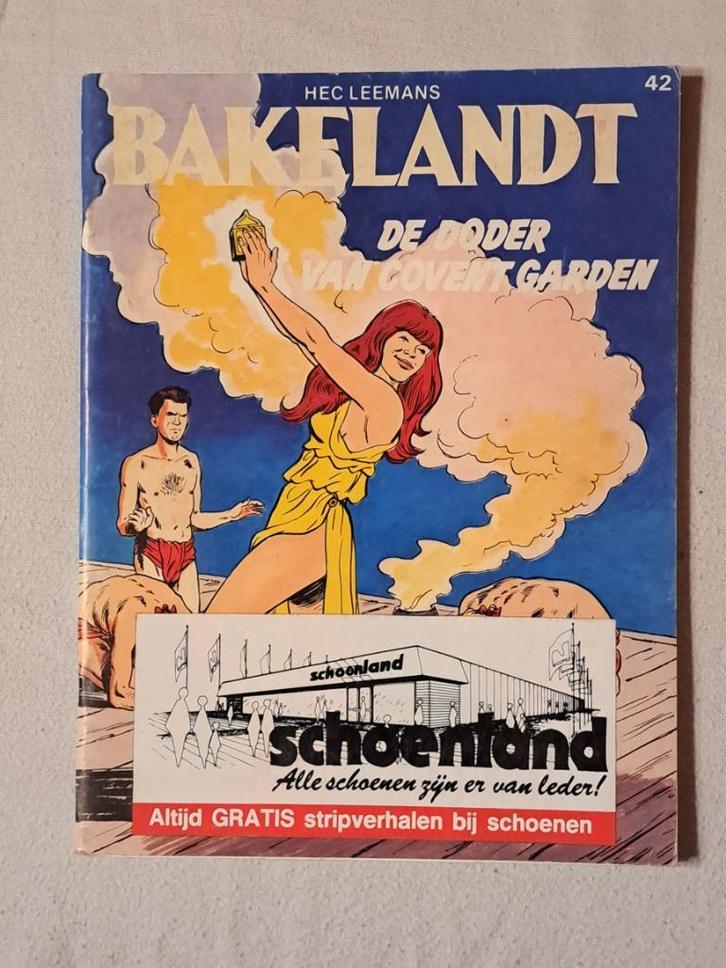 HEC LEEMANS
42
BAKELANDT
DE DODER
VAN COVENT GARDEN
schoenland
schoenland
Alle schoenen zijn er van leder!
Altijd GRATIS stripverhalen bij schoenen